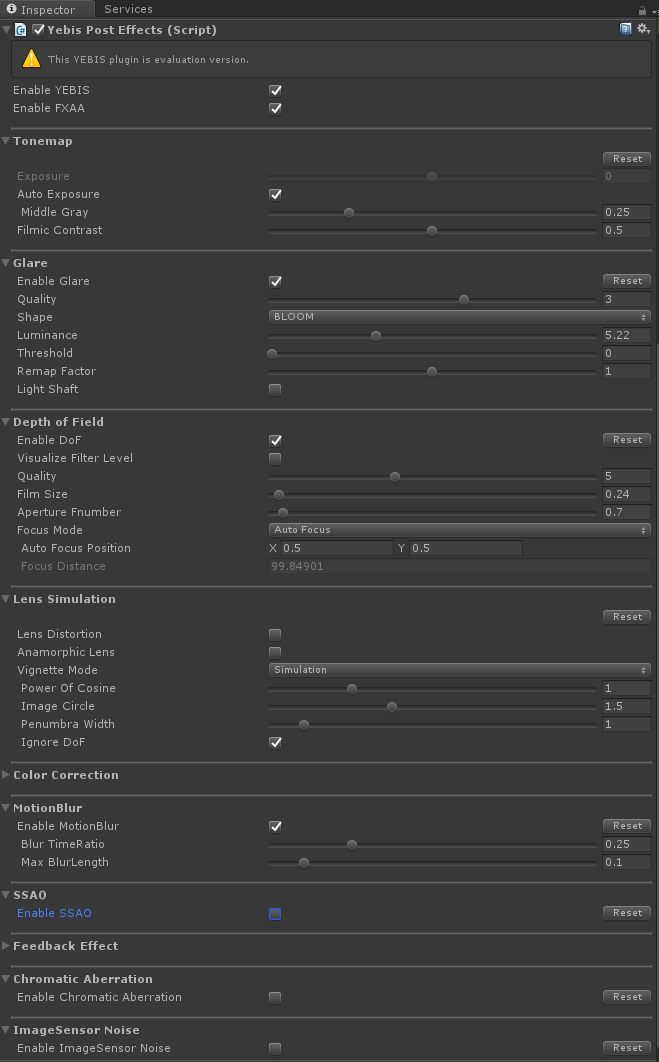 Inspector Services
Yebis Post Effects (Script)
This YEBIS plugin is evaluation version.
Enable YEBIS
Enable FXAA
Tonemap
Reset
Exposure 0
Auto Exposure
Middle Gray 0.25
Filmic Contrast 0.5
Glare
Enable Glare Reset
Quality 3
Shape BLOOM
Luminance 5.22
Threshold 0
Remap Factor 1
Light Shaft
Depth of Field
Enable DoF Reset
Visualize Filter Level
Quality 5
Film Size 0.24
Aperture Fnumber 0.7
Focus Mode Auto Focus
Auto Focus Position X 0.5 Y 0.5
Focus Distance 99.84901
Lens Simulation
Reset
Lens Distortion
Anamorphic Lens
Vignette Mode Simulation
Power Of Cosine 1
Image Circle 1.5
Penumbra Width 1
Ignore DoF
Color Correction
MotionBlur
Enable MotionBlur Reset
Blur TimeRatio 0.25
Max BlurLength 0.1
SSAO
Enable SSAO Reset
Feedback Effect
Chromatic Aberration
Enable Chromatic Aberration Reset
ImageSensor Noise
Enable ImageSensor Noise Reset